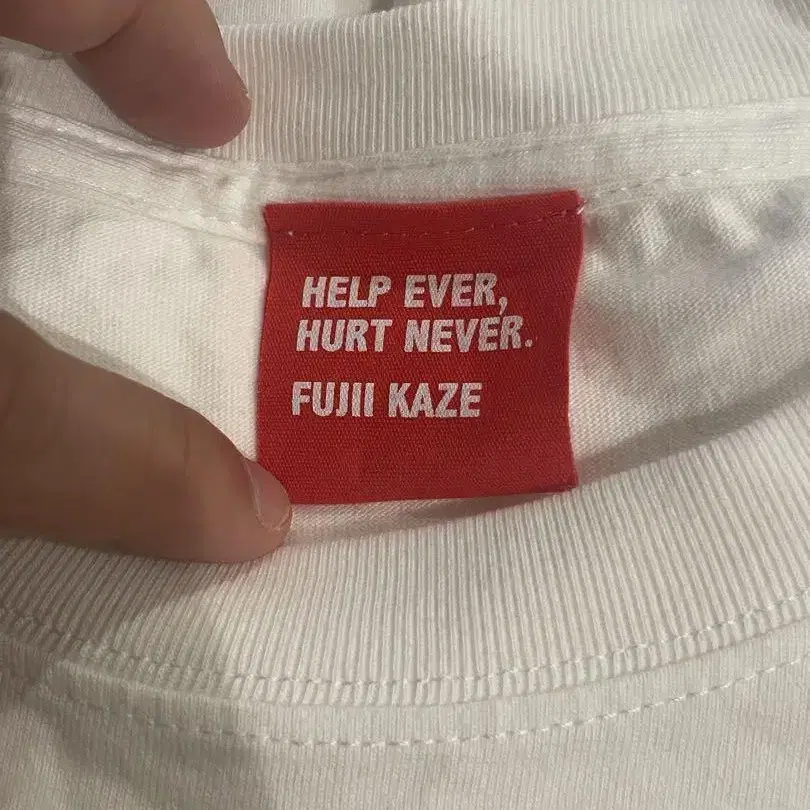 HELP EVER,
HURT NEVER.
FUJII KAZE